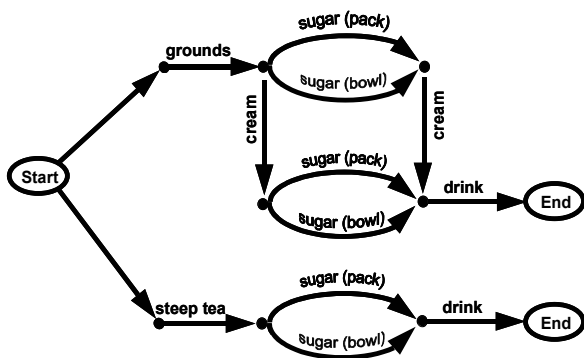 sugar (pack)
grounds
sugar (bowl)
cream
cream
sugar (pack)
Start
drink
End
sugar (bowl)
sugar (pack)
steep tea
drink
End
sugar (bowl)